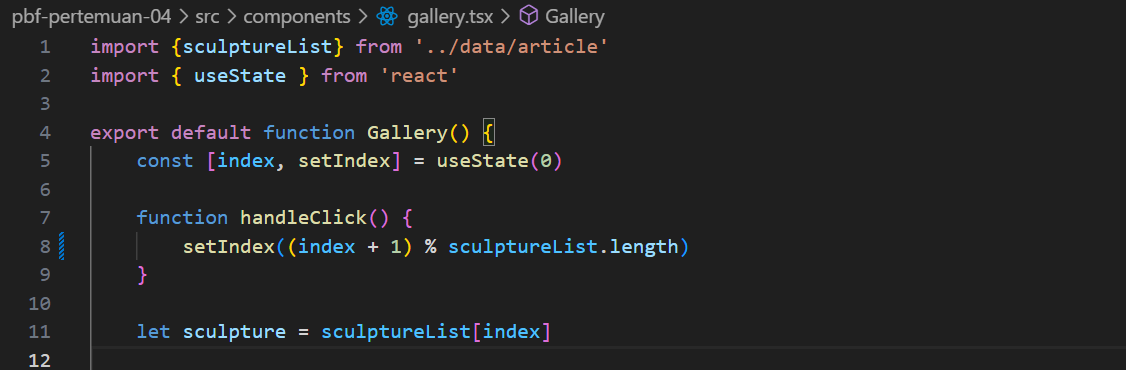 pbf-pertemuan-04 > src > components > gallery.tsx > Gallery
1 import {sculptureList} from '../data/article'
2 import { useState } from 'react'
3
4 export default function Gallery() {
5 const [index, setIndex] = useState(0)
6
7 function handleClick() {
8 setIndex((index + 1) % sculptureList.length)
9 }
10
11 let sculpture = sculptureList[index]
12